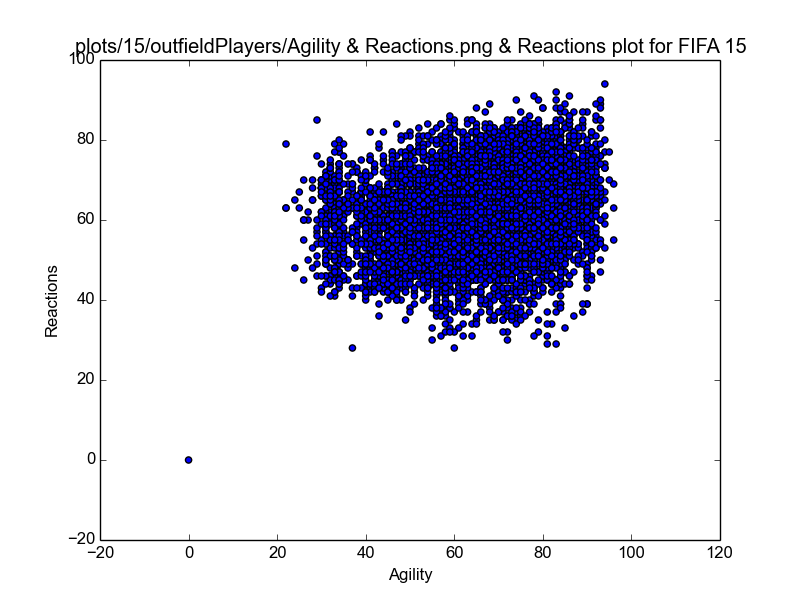 plots/15/outfieldPlayers/Agility & Reactions.png & Reactions plot for FIFA 15
100
80
60
40
20
0
−20
Reactions
−20 0 20 40 60 80 100 120
Agility